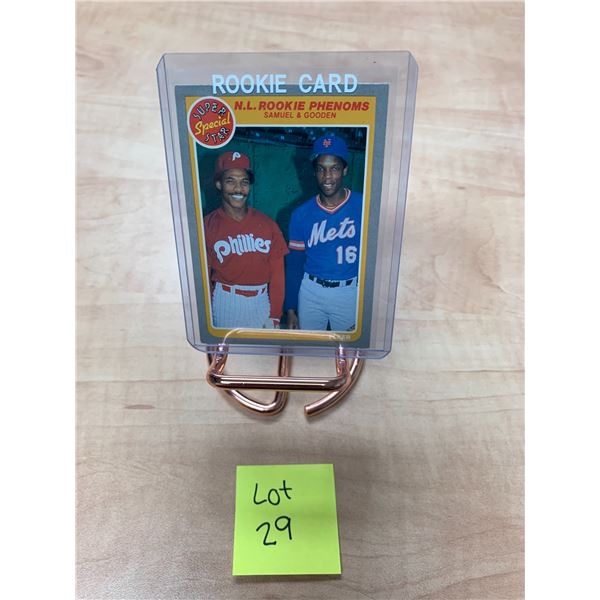 ROOKIE CARD
SUPER Special STAR
N.L. ROOKIE PHENOMS
SAMUEL & GOODEN
P
Phillies
Mets
16
Lot
29